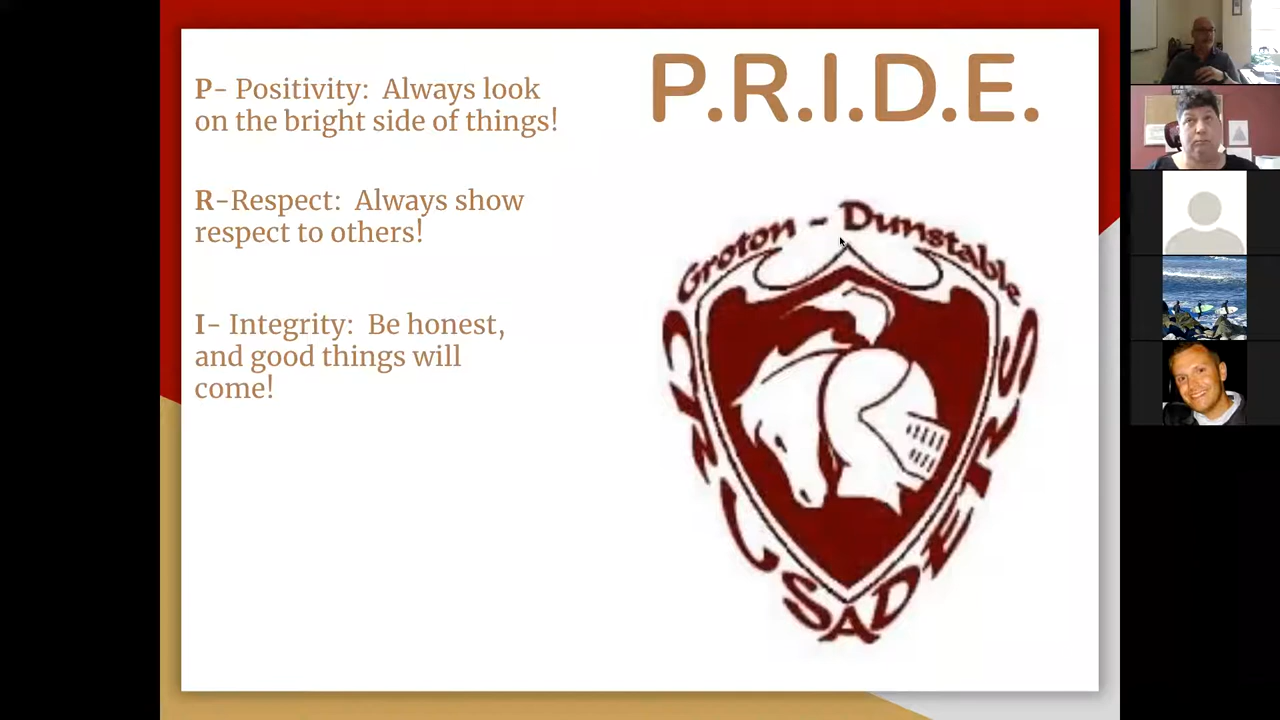 P- Positivity:  Always look
on the bright side of things!
R-Respect:  Always show
respect to others!
I- Integrity:  Be honest,
and good things will
come!
P.R.I.D.E.
Groton - Dunstable
CRUSADERS